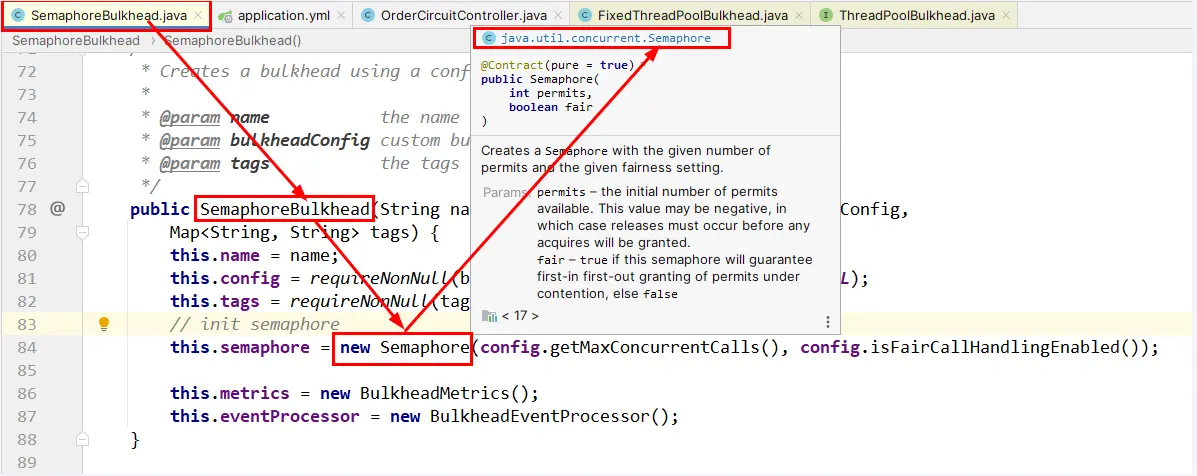 SemaphoreBulkhead.java × application.yml × OrderCircuitController.java × FixedThreadPoolBulkhead.java × ThreadPoolBulkhead.java ×
SemaphoreBulkhead › SemaphoreBulkhead()
72 * Creates a bulkhead using a conf
73 *
74 * @param name the name
75 * @param bulkheadConfig custom bu
76 * @param tags the tags
77 */
78 @ public SemaphoreBulkhead(String na Config,
79 Map<String, String> tags) {
80 this.name = name;
81 this.config = requireNonNull(b L);
82 this.tags = requireNonNull(tag
83 // init semaphore
84 this.semaphore = new Semaphore(config.getMaxConcurrentCalls(), config.isFairCallHandlingEnabled());
85
86 this.metrics = new BulkheadMetrics();
87 this.eventProcessor = new BulkheadEventProcessor();
88 }
89
java.util.concurrent.Semaphore
@Contract(pure = true)
public Semaphore(
int permits,
boolean fair
)
Creates a Semaphore with the given number of
permits and the given fairness setting.
Params: permits – the initial number of permits
available. This value may be negative, in
which case releases must occur before any
acquires will be granted.
fair – true if this semaphore will guarantee
first-in first-out granting of permits under
contention, else false
< 17 >